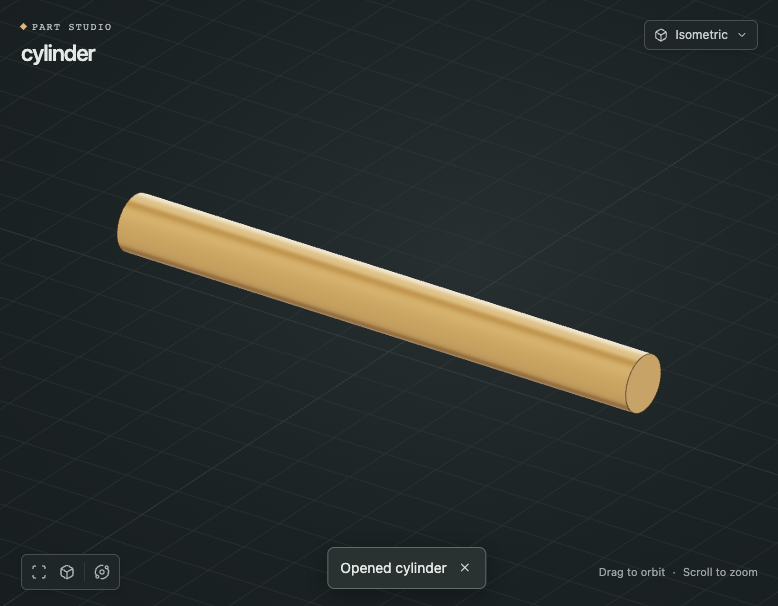 PART STUDIO
cylinder
Isometric
Opened cylinder
Drag to orbit · Scroll to zoom